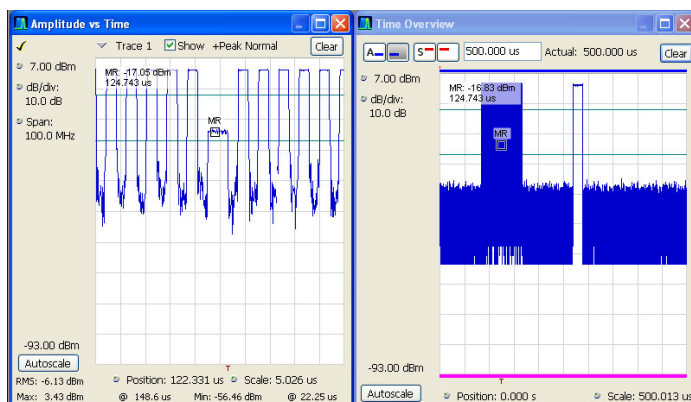 Amplitude vs Time
Trace 1 Show +Peak Normal Clear
7.00 dBm
dB/div:
10.0 dB
Span:
100.0 MHz
MR: -17.05 dBm
124.743 us
MR
-93.00 dBm
Autoscale
T
Position: 122.331 us Scale: 5.026 us
RMS: -6.13 dBm
Max: 3.43 dBm @ 148.6 us Min: -56.46 dBm @ 22.25 us
Time Overview
A S 500.000 us Actual: 500.000 us Clear
7.00 dBm
dB/div:
10.0 dB
MR: -16.83 dBm
124.743 us
MR
-93.00 dBm
Autoscale
T
Position: 0.000 s Scale: 500.013 us